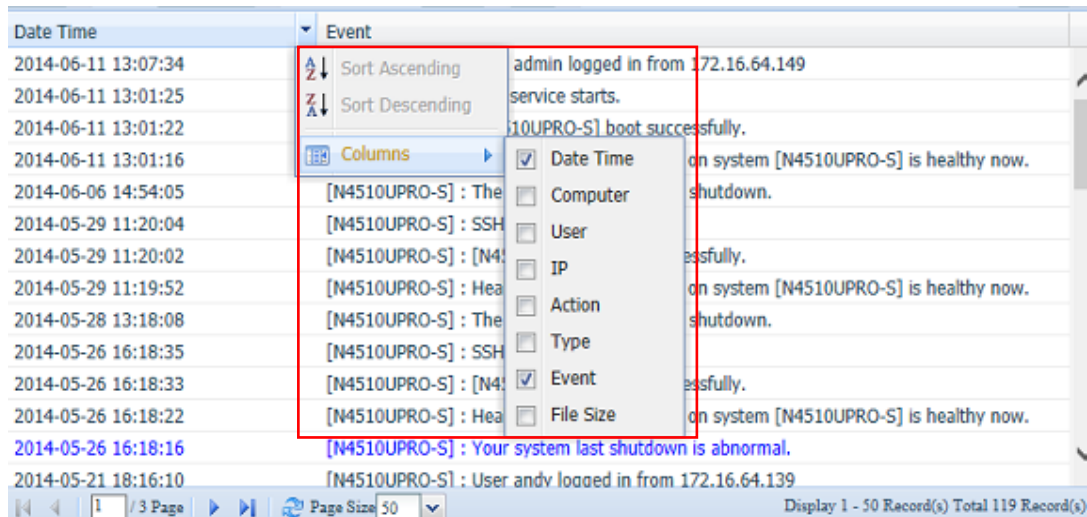 Date Time Event
2014-06-11 13:07:34 admin logged in from 172.16.64.149
Sort Ascending
2014-06-11 13:01:25 service starts.
Sort Descending
2014-06-11 13:01:22 10UPRO-S] boot successfully.
Columns
2014-06-11 13:01:16 on system [N4510UPRO-S] is healthy now.
Date Time
Computer
User
IP
Action
Type
Event
File Size
2014-06-06 14:54:05 [N4510UPRO-S] : The shutdown.
2014-05-29 11:20:04 [N4510UPRO-S] : SSH
2014-05-29 11:20:02 [N4510UPRO-S] : [N4 essfully.
2014-05-29 11:19:52 [N4510UPRO-S] : Hea on system [N4510UPRO-S] is healthy now.
2014-05-28 13:18:08 [N4510UPRO-S] : The shutdown.
2014-05-26 16:18:35 [N4510UPRO-S] : SSH
2014-05-26 16:18:33 [N4510UPRO-S] : [N4 essfully.
2014-05-26 16:18:22 [N4510UPRO-S] : Hea on system [N4510UPRO-S] is healthy now.
2014-05-26 16:18:16 [N4510UPRO-S] : Your system last shutdown is abnormal.
2014-05-21 18:16:10 [N4510UPRO-S] : User andy logged in from 172.16.64.139
1 / 3 Page Page Size 50 Display 1 - 50 Record(s) Total 119 Record(s)